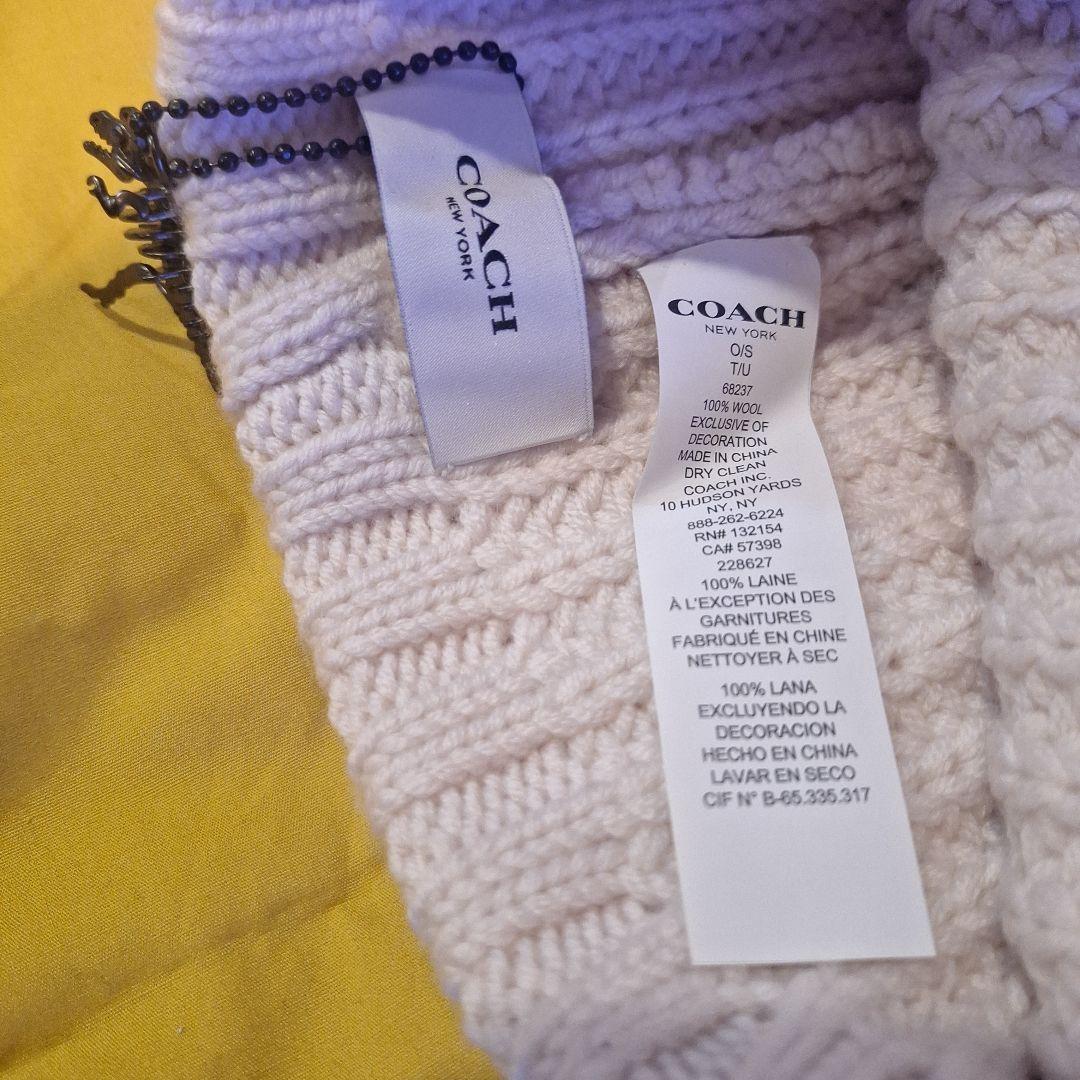 COACH
NEW YORK
COACH
NEW YORK
O/S
T/U
68237
100% WOOL
EXCLUSIVE OF
DECORATION
MADE IN CHINA
DRY CLEAN
COACH INC.
10 HUDSON YARDS
NY, NY
888-262-6224
RN# 132154
CA# 57398
228627
100% LAINE
À L'EXCEPTION DES
GARNITURES
FABRIQUÉ EN CHINE
NETTOYER À SEC
100% LANA
EXCLUYENDO LA
DECORACION
HECHO EN CHINA
LAVAR EN SECO
CIF N° B-65.335.317